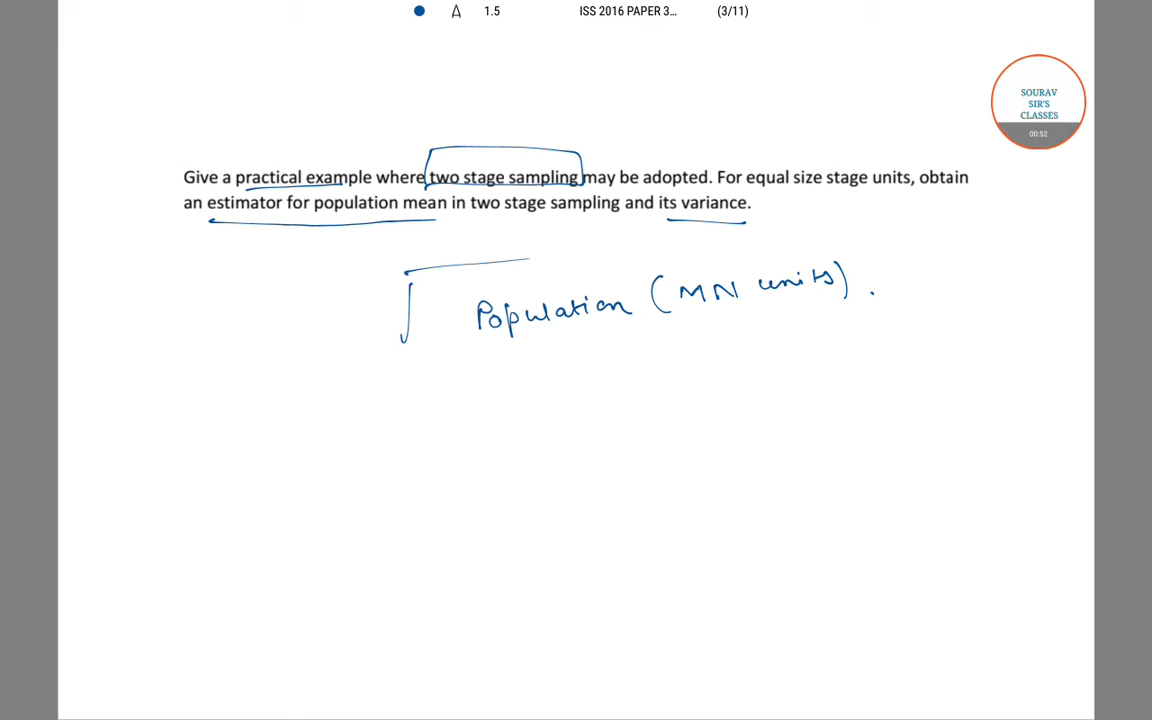 1.5 ISS 2016 PAPER 3... (3/11)
SOURAV
SIR'S
CLASSES
00:52
Give a practical example where two stage sampling may be adopted. For equal size stage units, obtain
an estimator for population mean in two stage sampling and its variance.
Population (MN units).